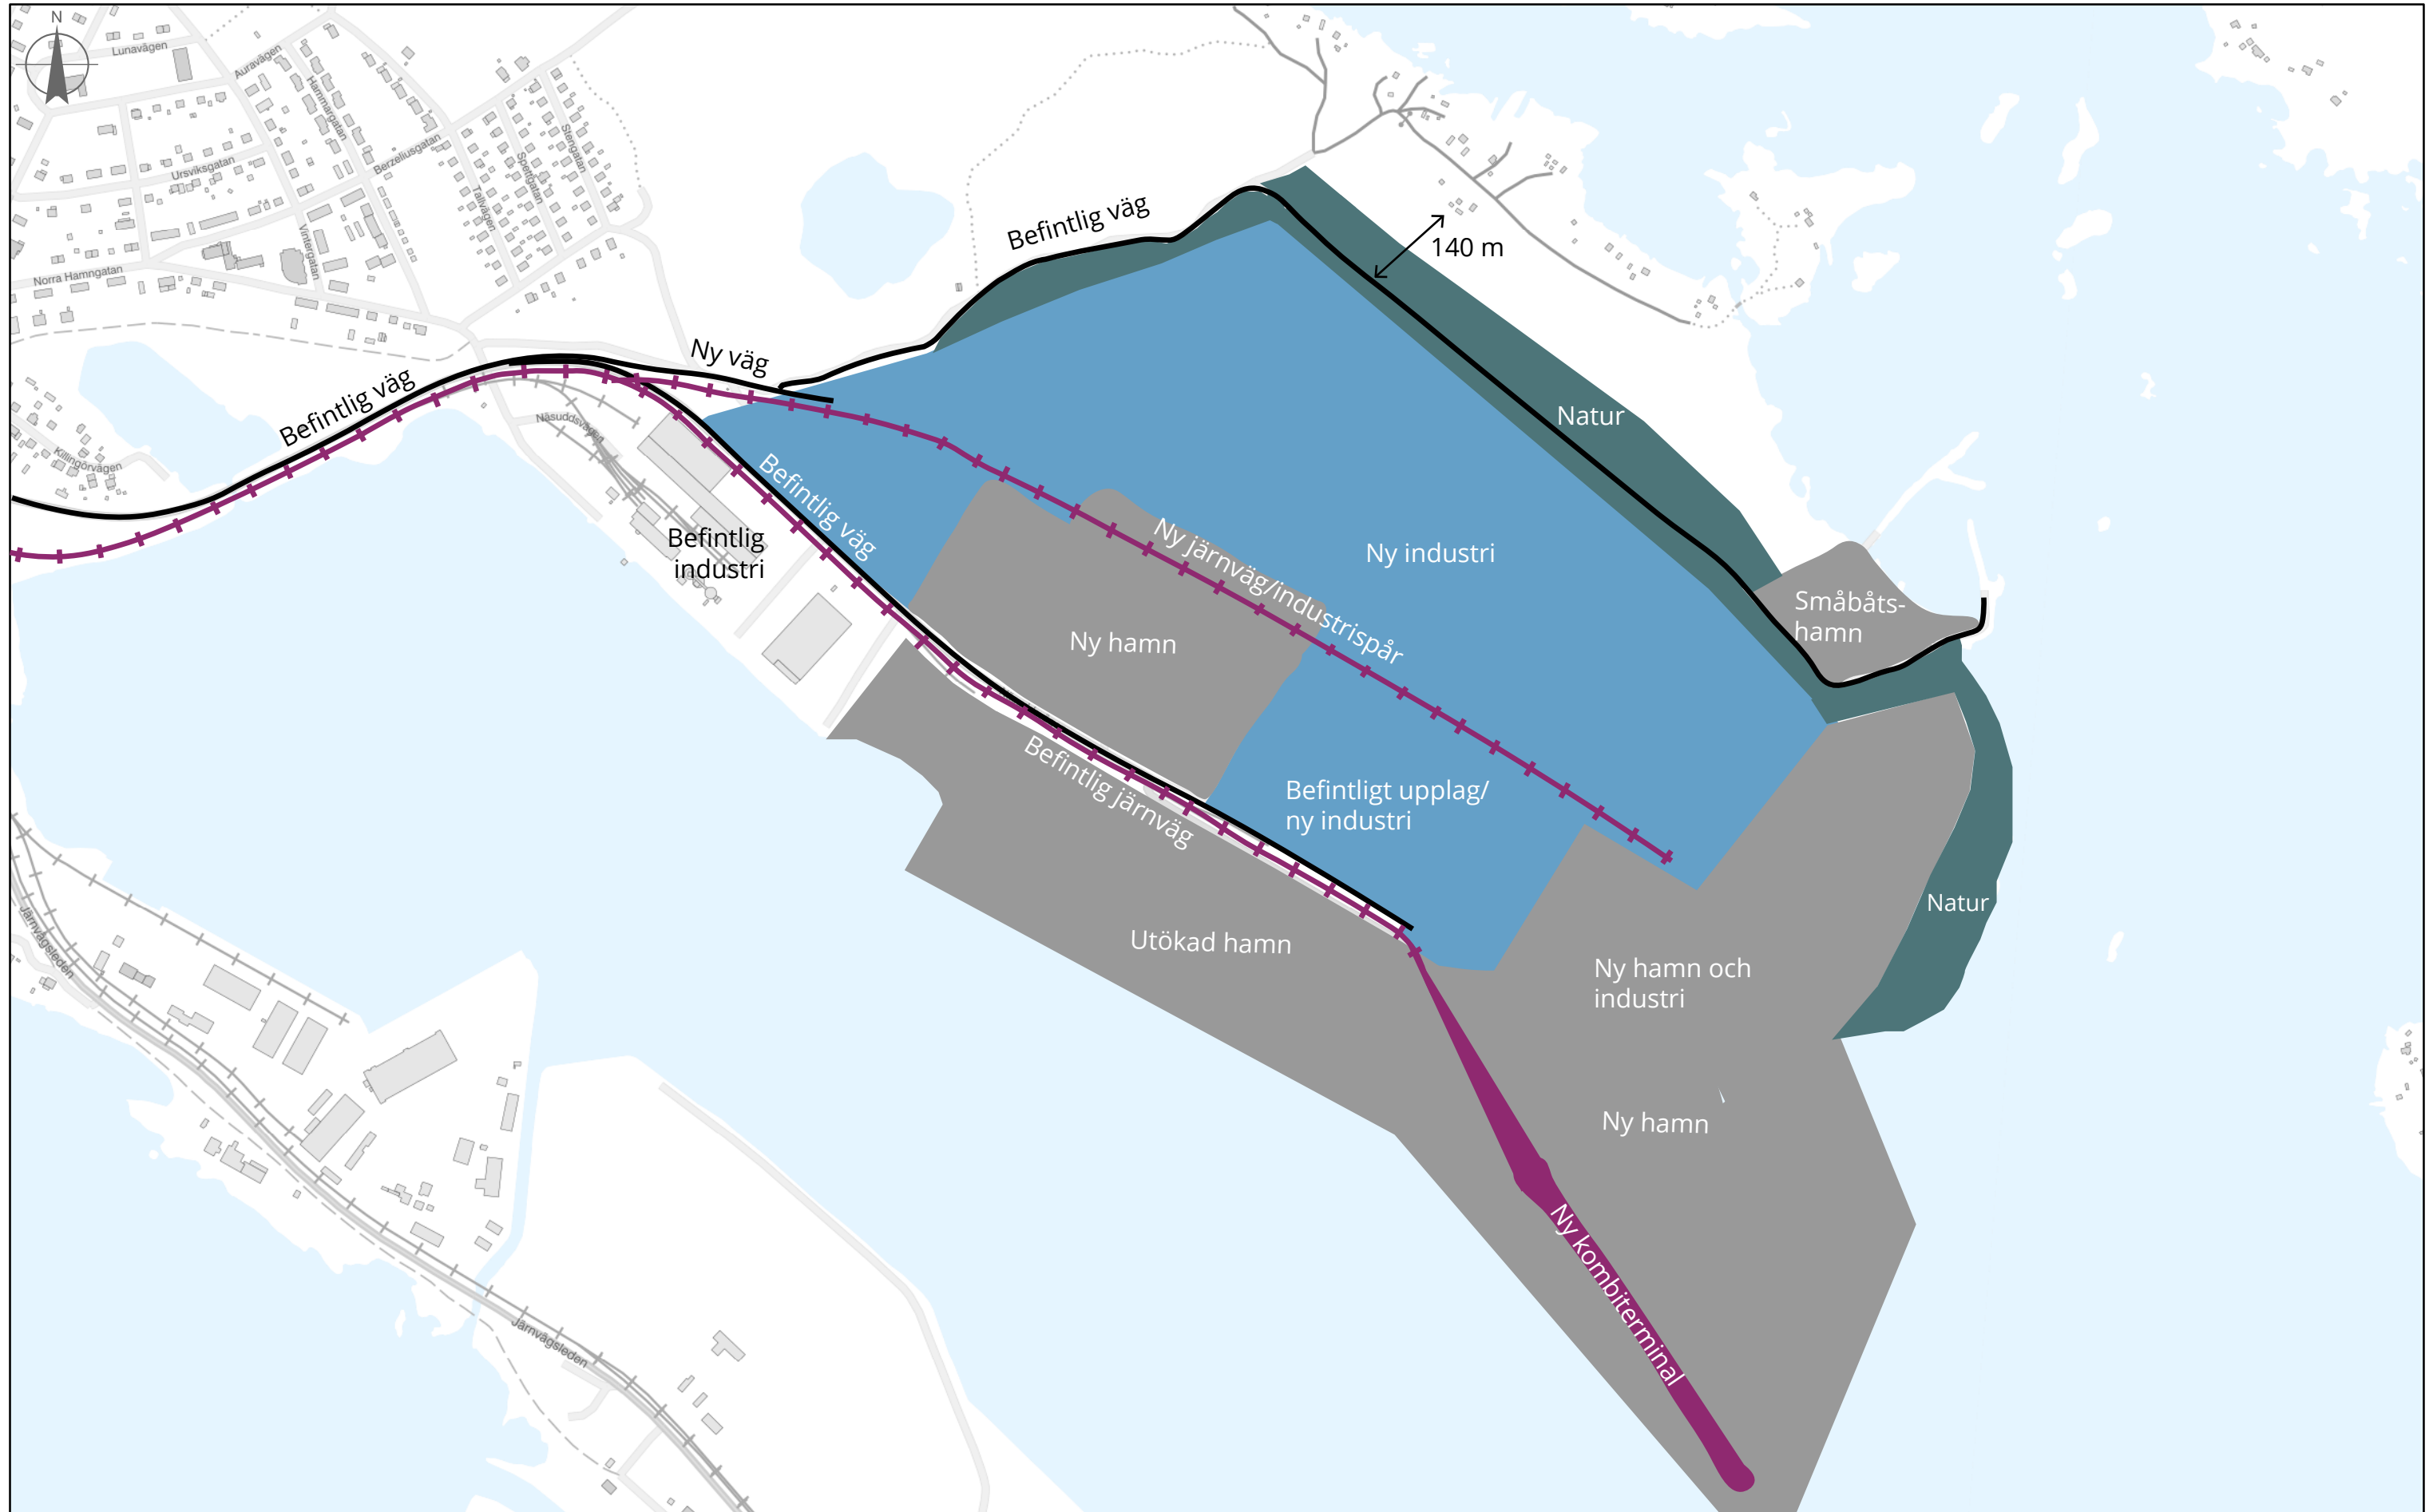 N
Lunavägen
Auravägen
Hammargatan
Ursviksgatan
Berzeliusgatan
Stengatan
Spettgatan
Tallvägen
Vintergatan
Norra Hamngatan
Befintlig väg
140 m
Ny väg
Befintlig väg
Killingörvägen
Näsuddsvägen
Natur
Befintlig väg
Befintlig
industri
Ny järnväg/industrispår
Ny industri
Småbåts-
hamn
Ny hamn
Befintlig järnväg
Befintligt upplag/
ny industri
Natur
Utökad hamn
Ny hamn och
industri
Järnvägsleden
Ny hamn
Ny kombiterminal
Järnvägsleden